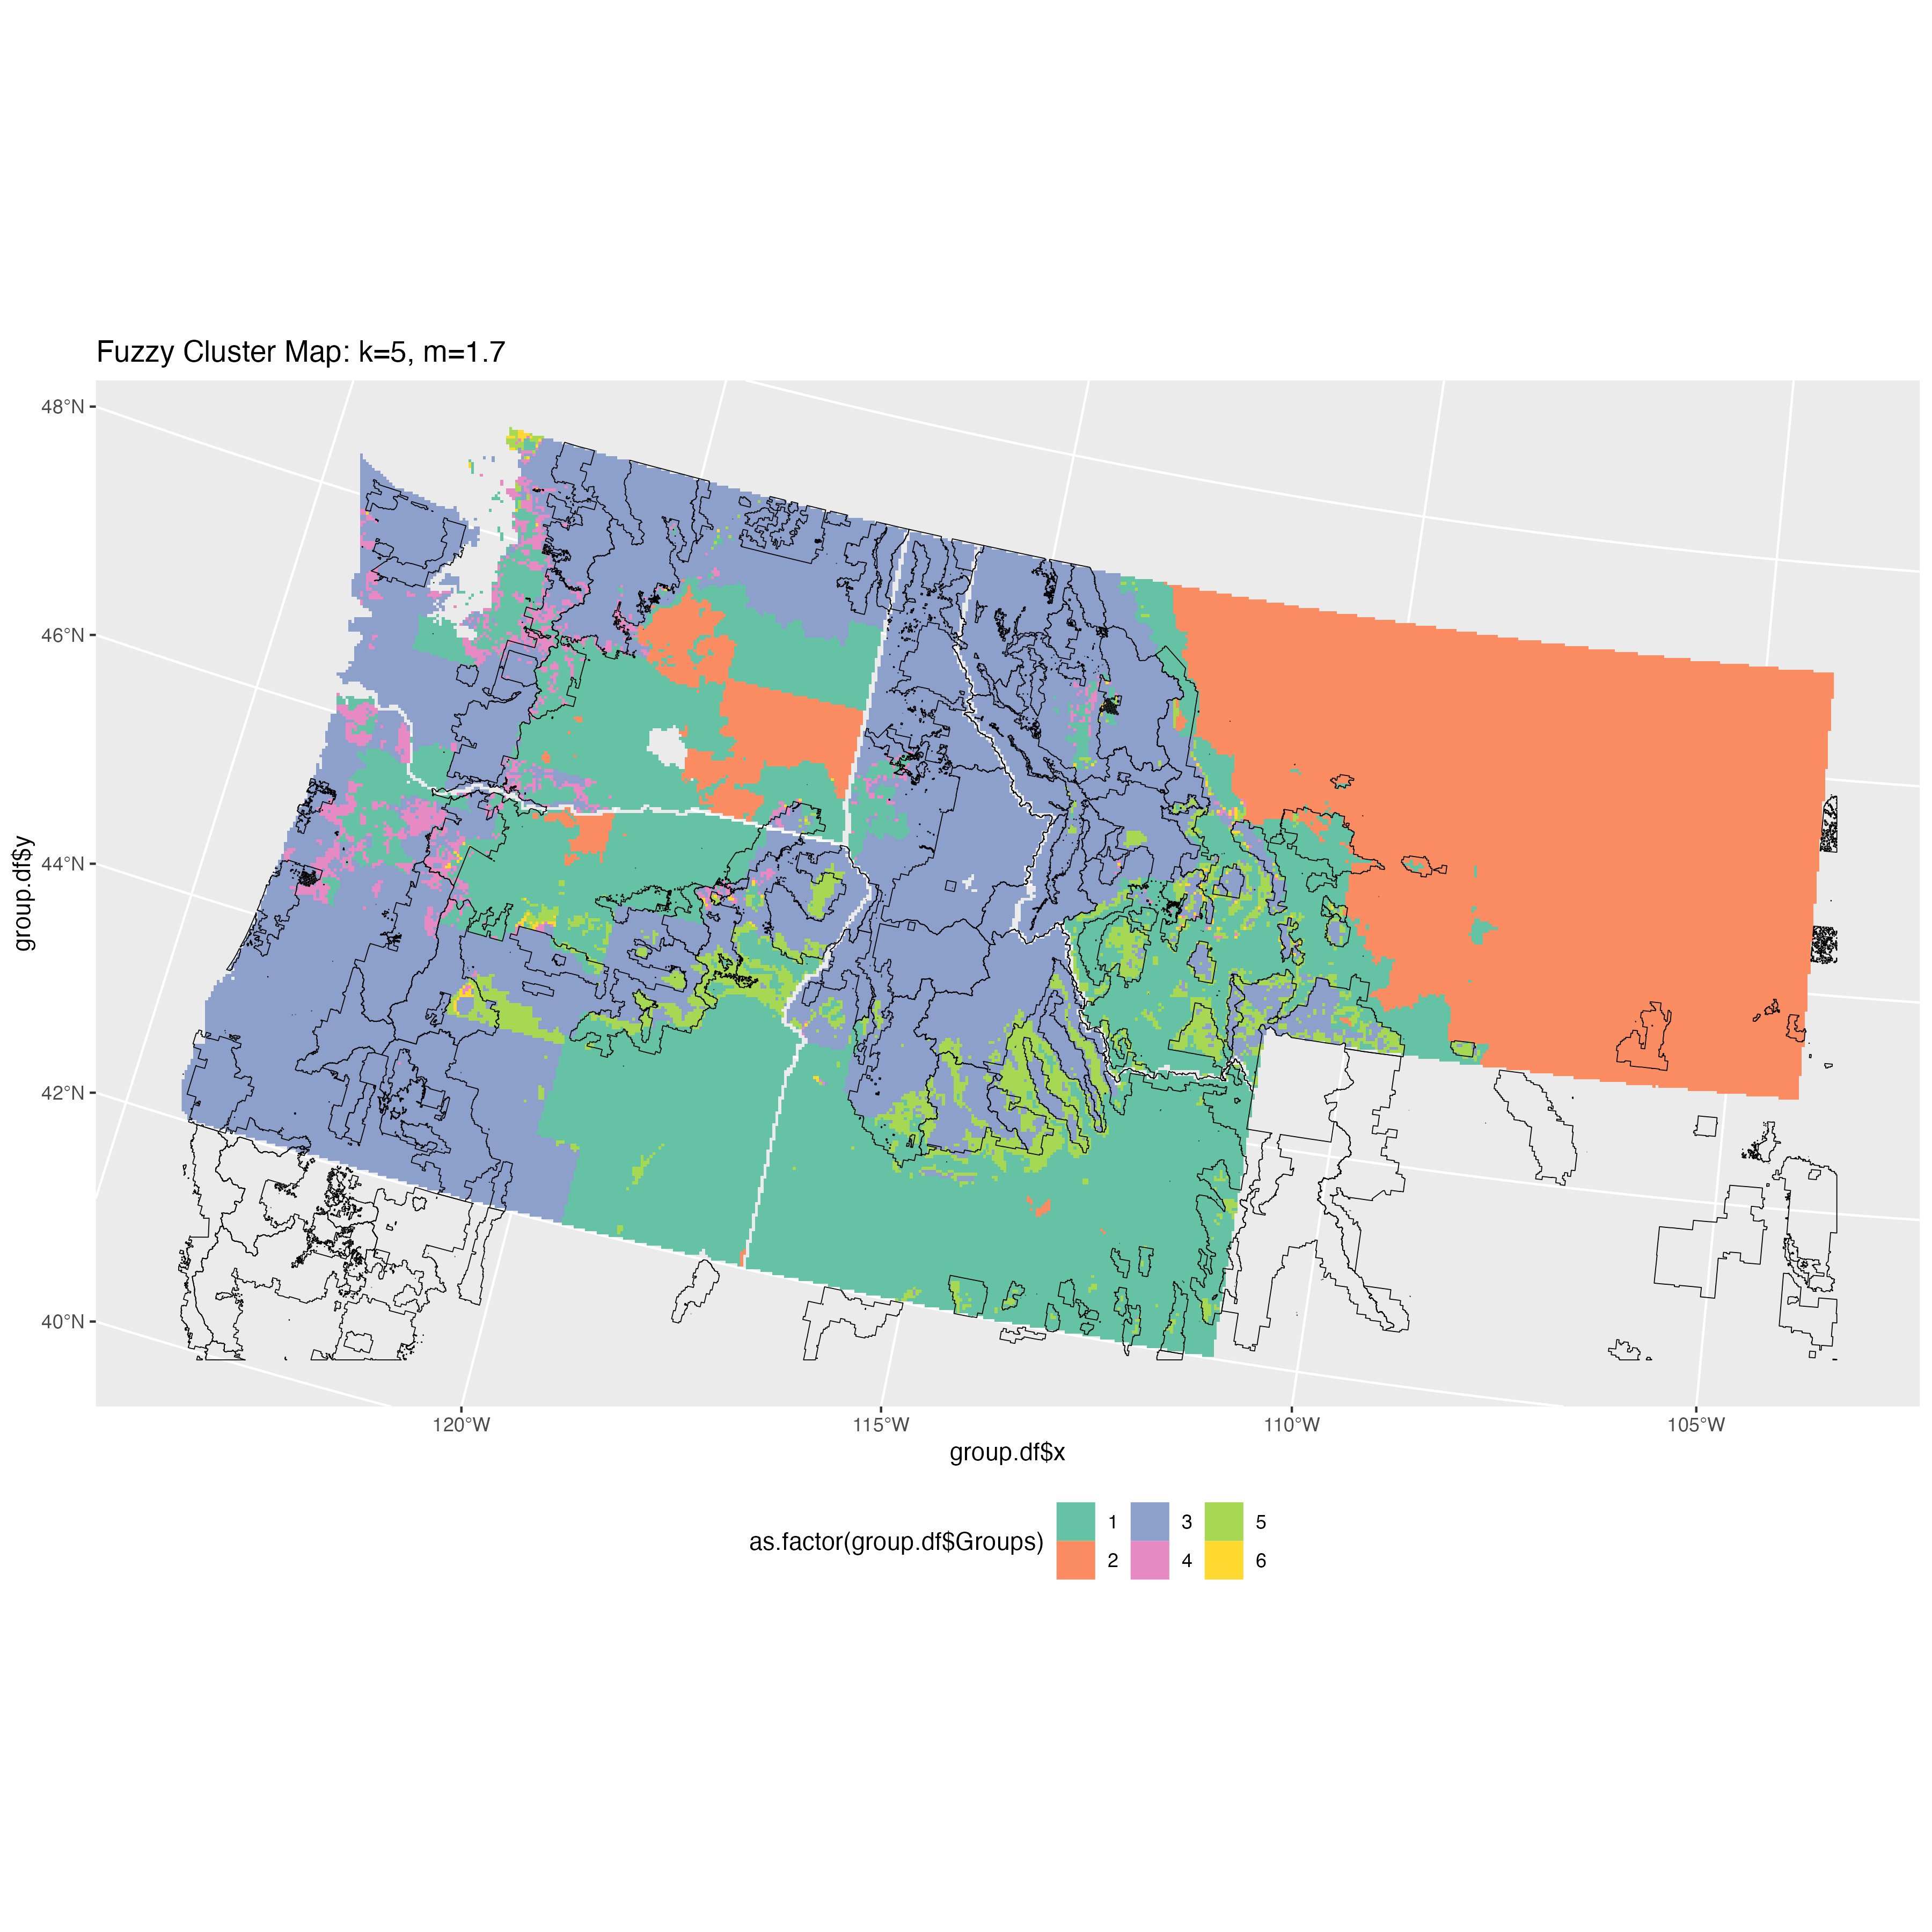 Fuzzy Cluster Map: k=5, m=1.7
48°N
46°N
44°N
42°N
40°N
group.df$y
120°W
115°W
110°W
105°W
group.df$x
as.factor(group.df$Groups)
1
3
5
2
4
6